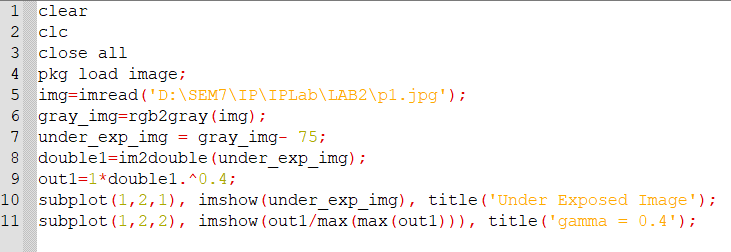 1 clear
2 clc
3 close all
4 pkg load image;
5 img=imread('D:\SEM7\IP\IPLab\LAB2\p1.jpg');
6 gray_img=rgb2gray(img);
7 under_exp_img = gray_img- 75;
8 double1=im2double(under_exp_img);
9 out1=1*double1.^0.4;
10 subplot(1,2,1), imshow(under_exp_img), title('Under Exposed Image');
11 subplot(1,2,2), imshow(out1/max(max(out1))), title('gamma = 0.4');